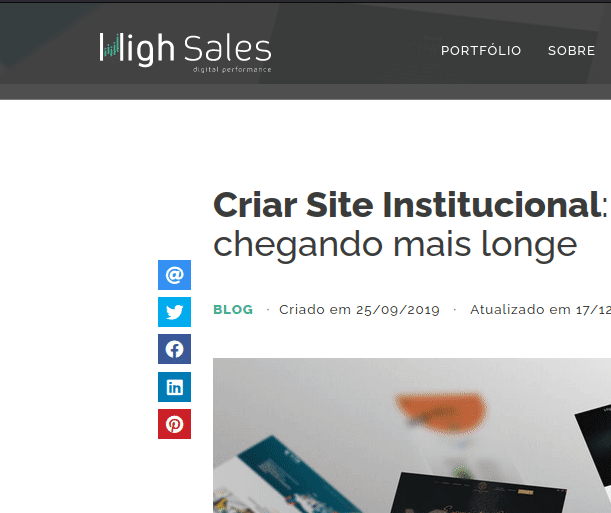 High Sales
digital performance
PORTFÓLIO SOBRE
Criar Site Institucional:
chegando mais longe
BLOG · Criado em 25/09/2019 · Atualizado em 17/12